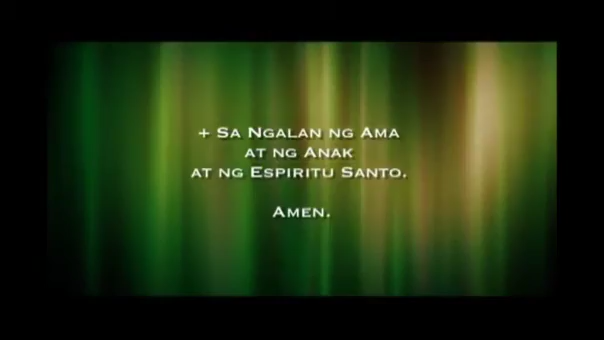 + Sa Ngalan ng Ama
at ng Anak
at ng Espiritu Santo.
Amen.